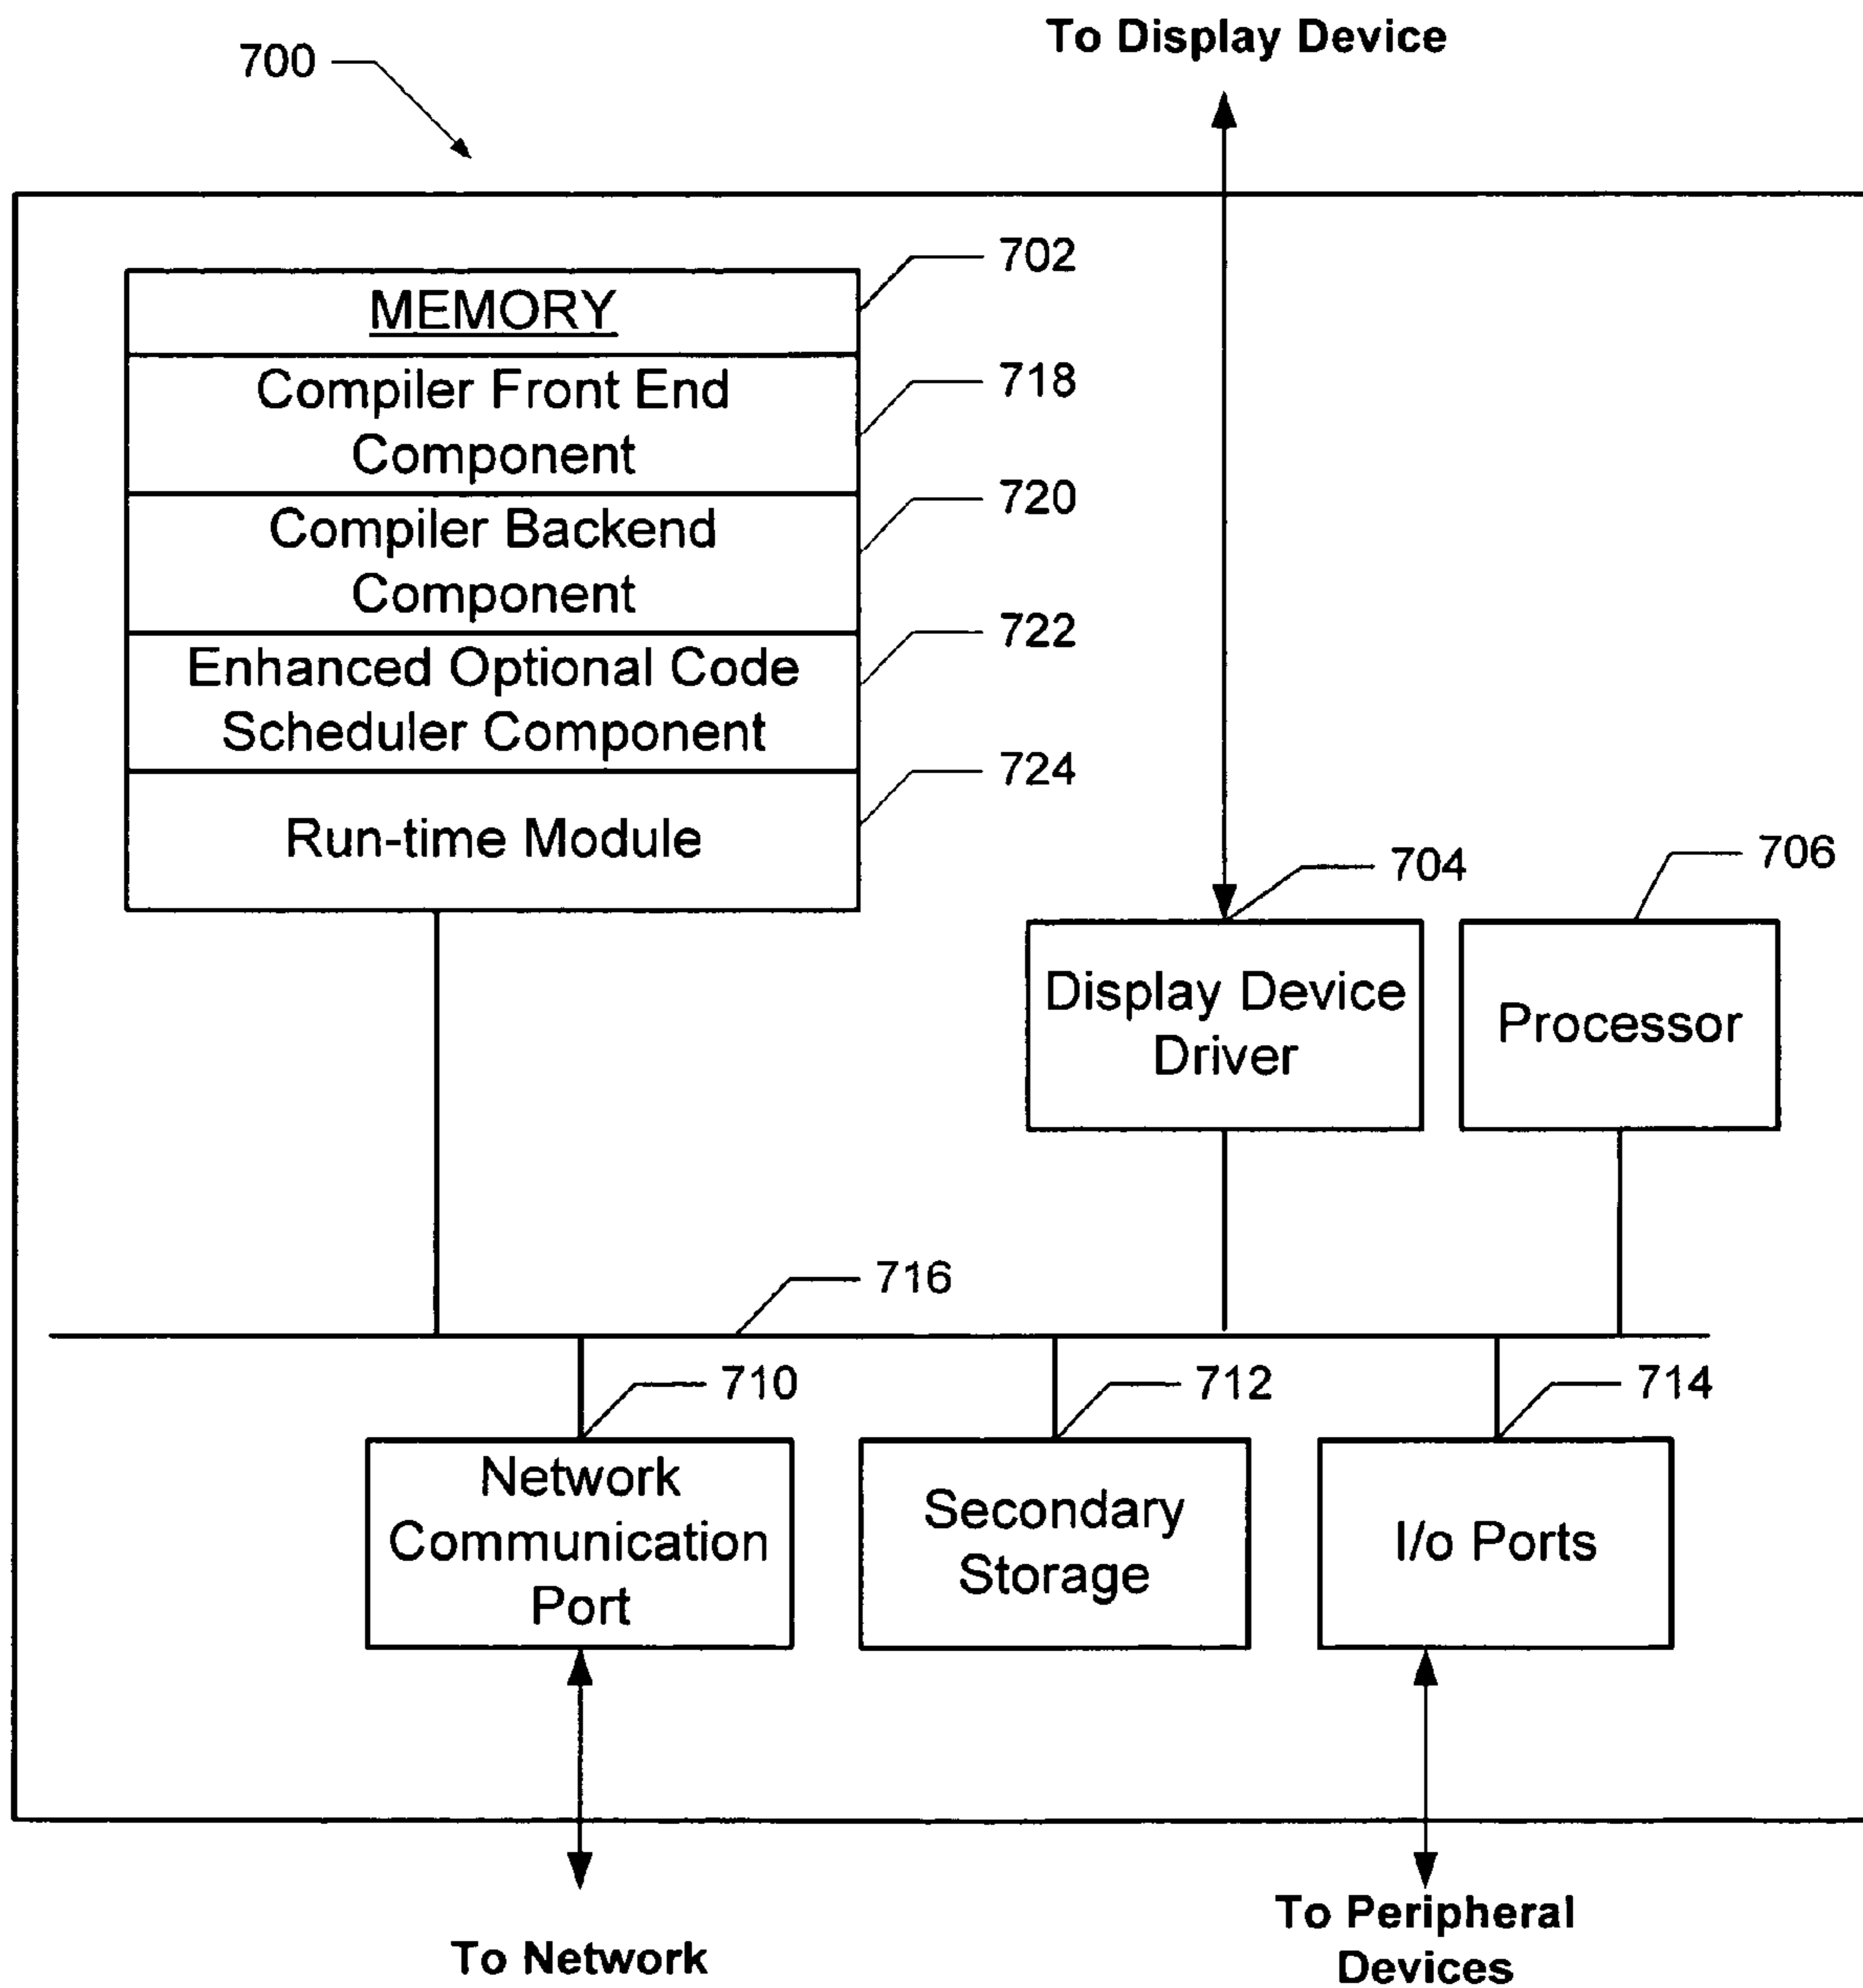 To Display Device
700
702
MEMORY
718
Compiler Front End
Component
720
Compiler Backend
Component
722
Enhanced Optional Code
Scheduler Component
724
Run-time Module
704
706
Display Device
Driver
Processor
716
710
712
714
Network
Communication
Port
Secondary
Storage
I/o Ports
To Network
To Peripheral
Devices